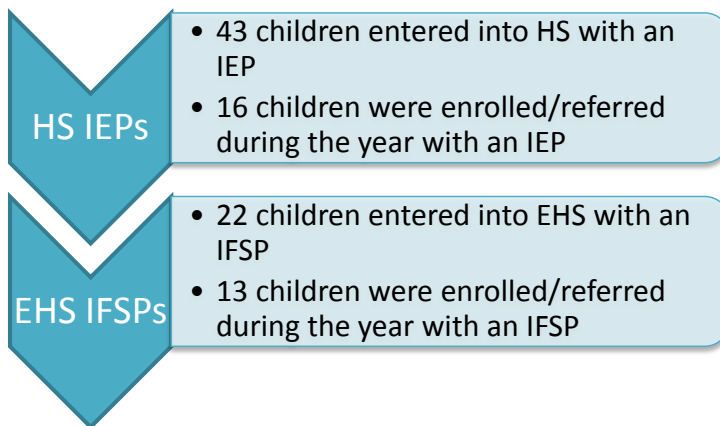 HS IEPs
• 43 children entered into HS with an
IEP
• 16 children were enrolled/referred
during the year with an IEP
EHS IFSPs
• 22 children entered into EHS with an
IFSP
• 13 children were enrolled/referred
during the year with an IFSP